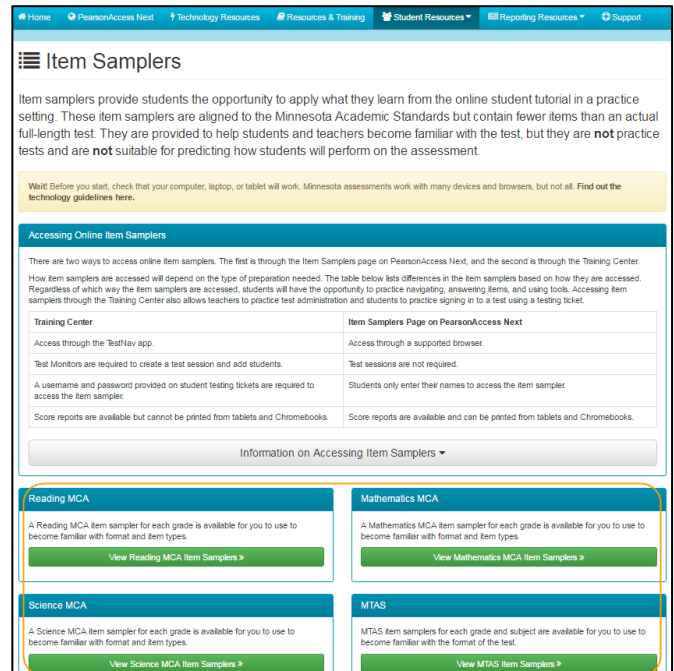 Home PearsonAccess Next Technology Resources Resources & Training Student Resources Reporting Resources Support
Item Samplers
Item samplers provide students the opportunity to apply what they learn from the online student tutorial in a practice
setting. These item samplers are aligned to the Minnesota Academic Standards but contain fewer items than an actual
full-length test. They are provided to help students and teachers become familiar with the test, but they are not practice
tests and are not suitable for predicting how students will perform on the assessment.
Wait! Before you start, check that your computer, laptop, or tablet will work. Minnesota assessments work with many devices and browsers, but not all. Find out the
technology guidelines here.
Accessing Online Item Samplers
There are two ways to access online item samplers. The first is through the Item Samplers page on PearsonAccess Next, and the second is through the Training Center.
How item samplers are accessed will depend on the type of preparation needed. The table below lists differences in the item samplers based on how they are accessed.
Regardless of which way the item samplers are accessed, students will have the opportunity to practice navigating, answering items, and using tools. Accessing item
samplers through the Training Center also allows teachers to practice test administration and students to practice signing in to a test using a testing ticket.
Training Center Item Samplers Page on PearsonAccess Next
Access through the TestNav app. Access through a supported browser.
Test Monitors are required to create a test session and add students. Test sessions are not required.
A username and password provided on student testing tickets are required to
access the item sampler.
Students only enter their names to access the item sampler.
Score reports are available but cannot be printed from tablets and Chromebooks. Score reports are available and can be printed from tablets and Chromebooks.
Information on Accessing Item Samplers
Reading MCA
A Reading MCA item sampler for each grade is available for you to use to
become familiar with format and item types.
View Reading MCA Item Samplers »
Mathematics MCA
A Mathematics MCA item sampler for each grade is available for you to use to
become familiar with format and item types.
View Mathematics MCA Item Samplers »
Science MCA
A Science MCA item sampler for each grade is available for you to use to
become familiar with format and item types.
View Science MCA Item Samplers »
MTAS
MTAS item samplers for each grade and subject are available for you to use to
become familiar with the format of the test.
View MTAS Item Samplers »